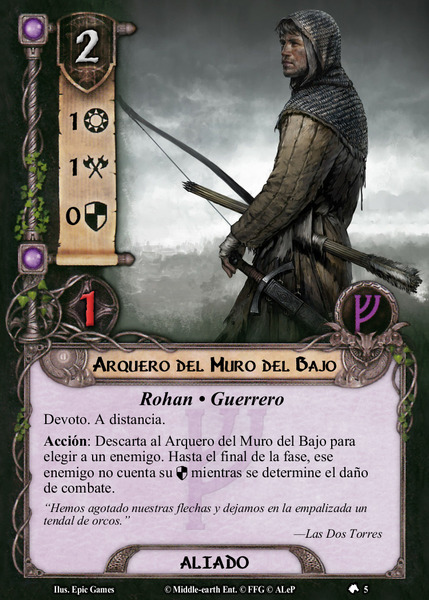 2
1
1
0
1
Arquero del Muro del Bajo
Rohan • Guerrero
Devoto. A distancia.
Acción: Descarta al Arquero del Muro del Bajo para
elegir a un enemigo. Hasta el final de la fase, ese
enemigo no cuenta su mientras se determine el daño
de combate.
“Hemos agotado nuestras flechas y dejamos en la empalizada un
tendal de orcos.”
—Las Dos Torres
ALIADO
Ilus. Epic Games © Middle-earth Ent. © FFG © ALeP 5